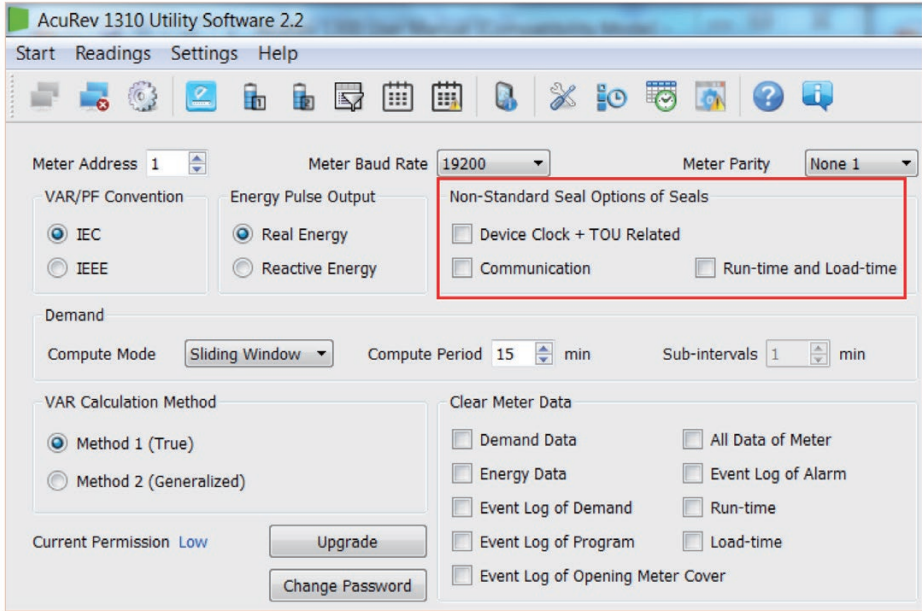 AcuRev 1310 Utility Software 2.2
Start Readings Settings Help
1 2
Meter Address 1 Meter Baud Rate 19200 Meter Parity None 1
VAR/PF Convention Energy Pulse Output Non-Standard Seal Options of Seals
IEC Real Energy Device Clock + TOU Related
IEEE Reactive Energy Communication Run-time and Load-time
Demand
Compute Mode Sliding Window Compute Period 15 min Sub-intervals 1 min
VAR Calculation Method Clear Meter Data
Method 1 (True) Demand Data All Data of Meter
Method 2 (Generalized) Energy Data Event Log of Alarm
Event Log of Demand Run-time
Current Permission Low Upgrade Event Log of Program Load-time
Change Password Event Log of Opening Meter Cover